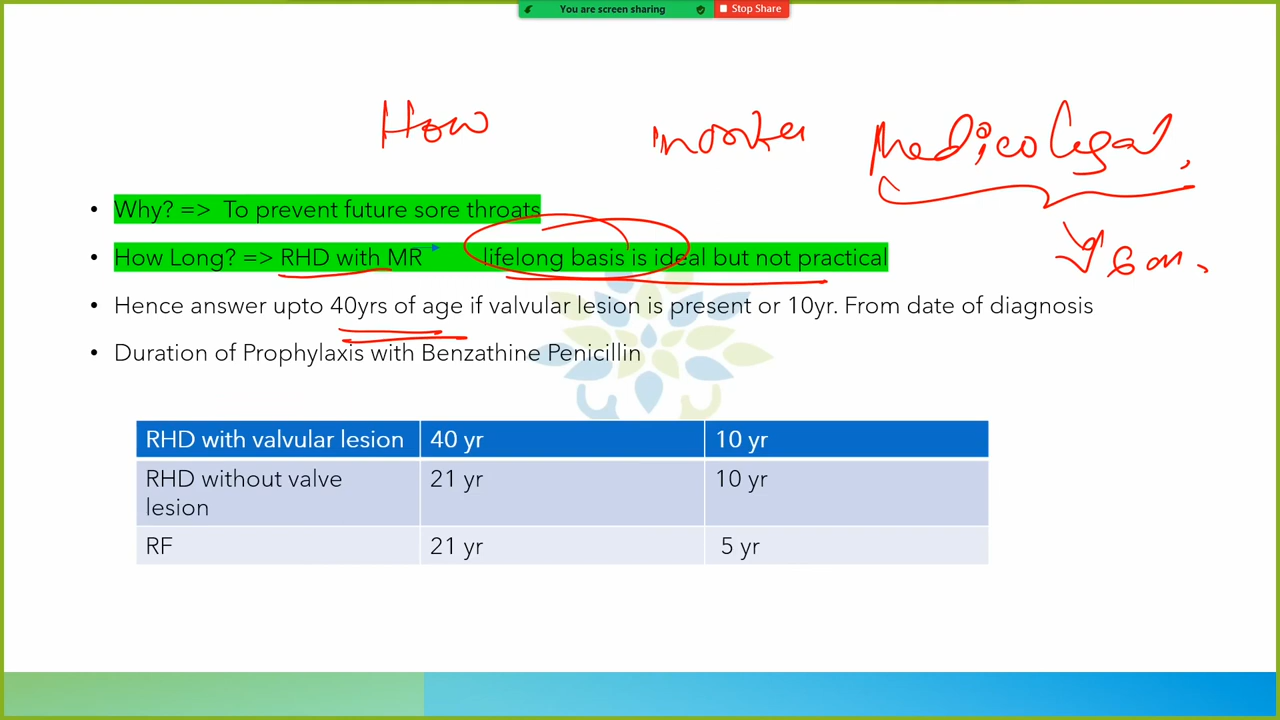 You are screen sharing Stop Share
How Medicolegal,
• Why? => To prevent future sore throats
• How Long? => RHD with MR lifelong basis is ideal but not practical
• Hence answer upto 40yrs of age if valvular lesion is present or 10yr. From date of diagnosis
• Duration of Prophylaxis with Benzathine Penicillin
RHD with valvular lesion 40 yr 10 yr
RHD without valve 21 yr 10 yr
lesion
RF 21 yr 5 yr